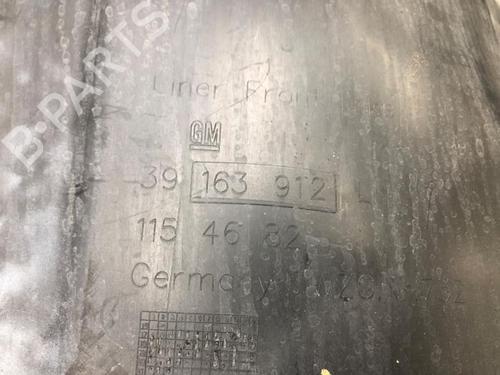 B-PARTS
Liner Front
GM
39 163 912 L
115 46 82
Germany